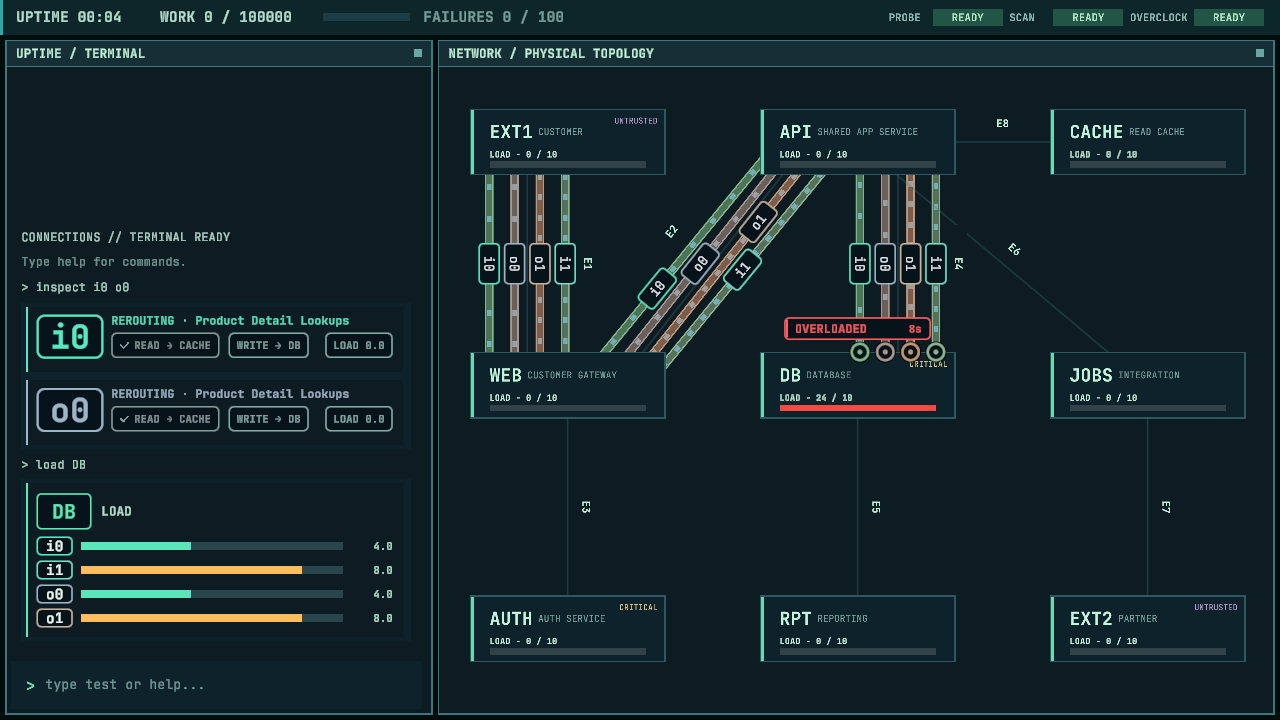 UPTIME 00:04 WORK 0 / 100000 FAILURES 0 / 100 PROBE READY SCAN READY OVERCLOCK READY
UPTIME / TERMINAL
CONNECTIONS // TERMINAL READY
Type help for commands.
> inspect i0 o0
i0 REROUTING · Product Detail Lookups
✓ READ → CACHE WRITE → DB LOAD 0.0
o0 REROUTING · Product Detail Lookups
✓ READ → CACHE WRITE → DB LOAD 0.0
> load DB
DB LOAD
i0 4.0
i1 8.0
o0 4.0
o1 8.0
> type test or help...
NETWORK / PHYSICAL TOPOLOGY
EXT1 CUSTOMER UNTRUSTED
LOAD - 0 / 10
API SHARED APP SERVICE
LOAD - 0 / 10
E8
CACHE READ CACHE
LOAD - 0 / 10
i0 o0 o1 i1 E1
E2 i0 o0 o1 i1
i0 o0 o1 i1 E4
E6
OVERLOADED 8s
WEB CUSTOMER GATEWAY
LOAD - 0 / 10
DB DATABASE CRITICAL
LOAD - 24 / 10
JOBS INTEGRATION
LOAD - 0 / 10
E3
E5
E7
AUTH AUTH SERVICE CRITICAL
LOAD - 0 / 10
RPT REPORTING
LOAD - 0 / 10
EXT2 PARTNER UNTRUSTED
LOAD - 0 / 10